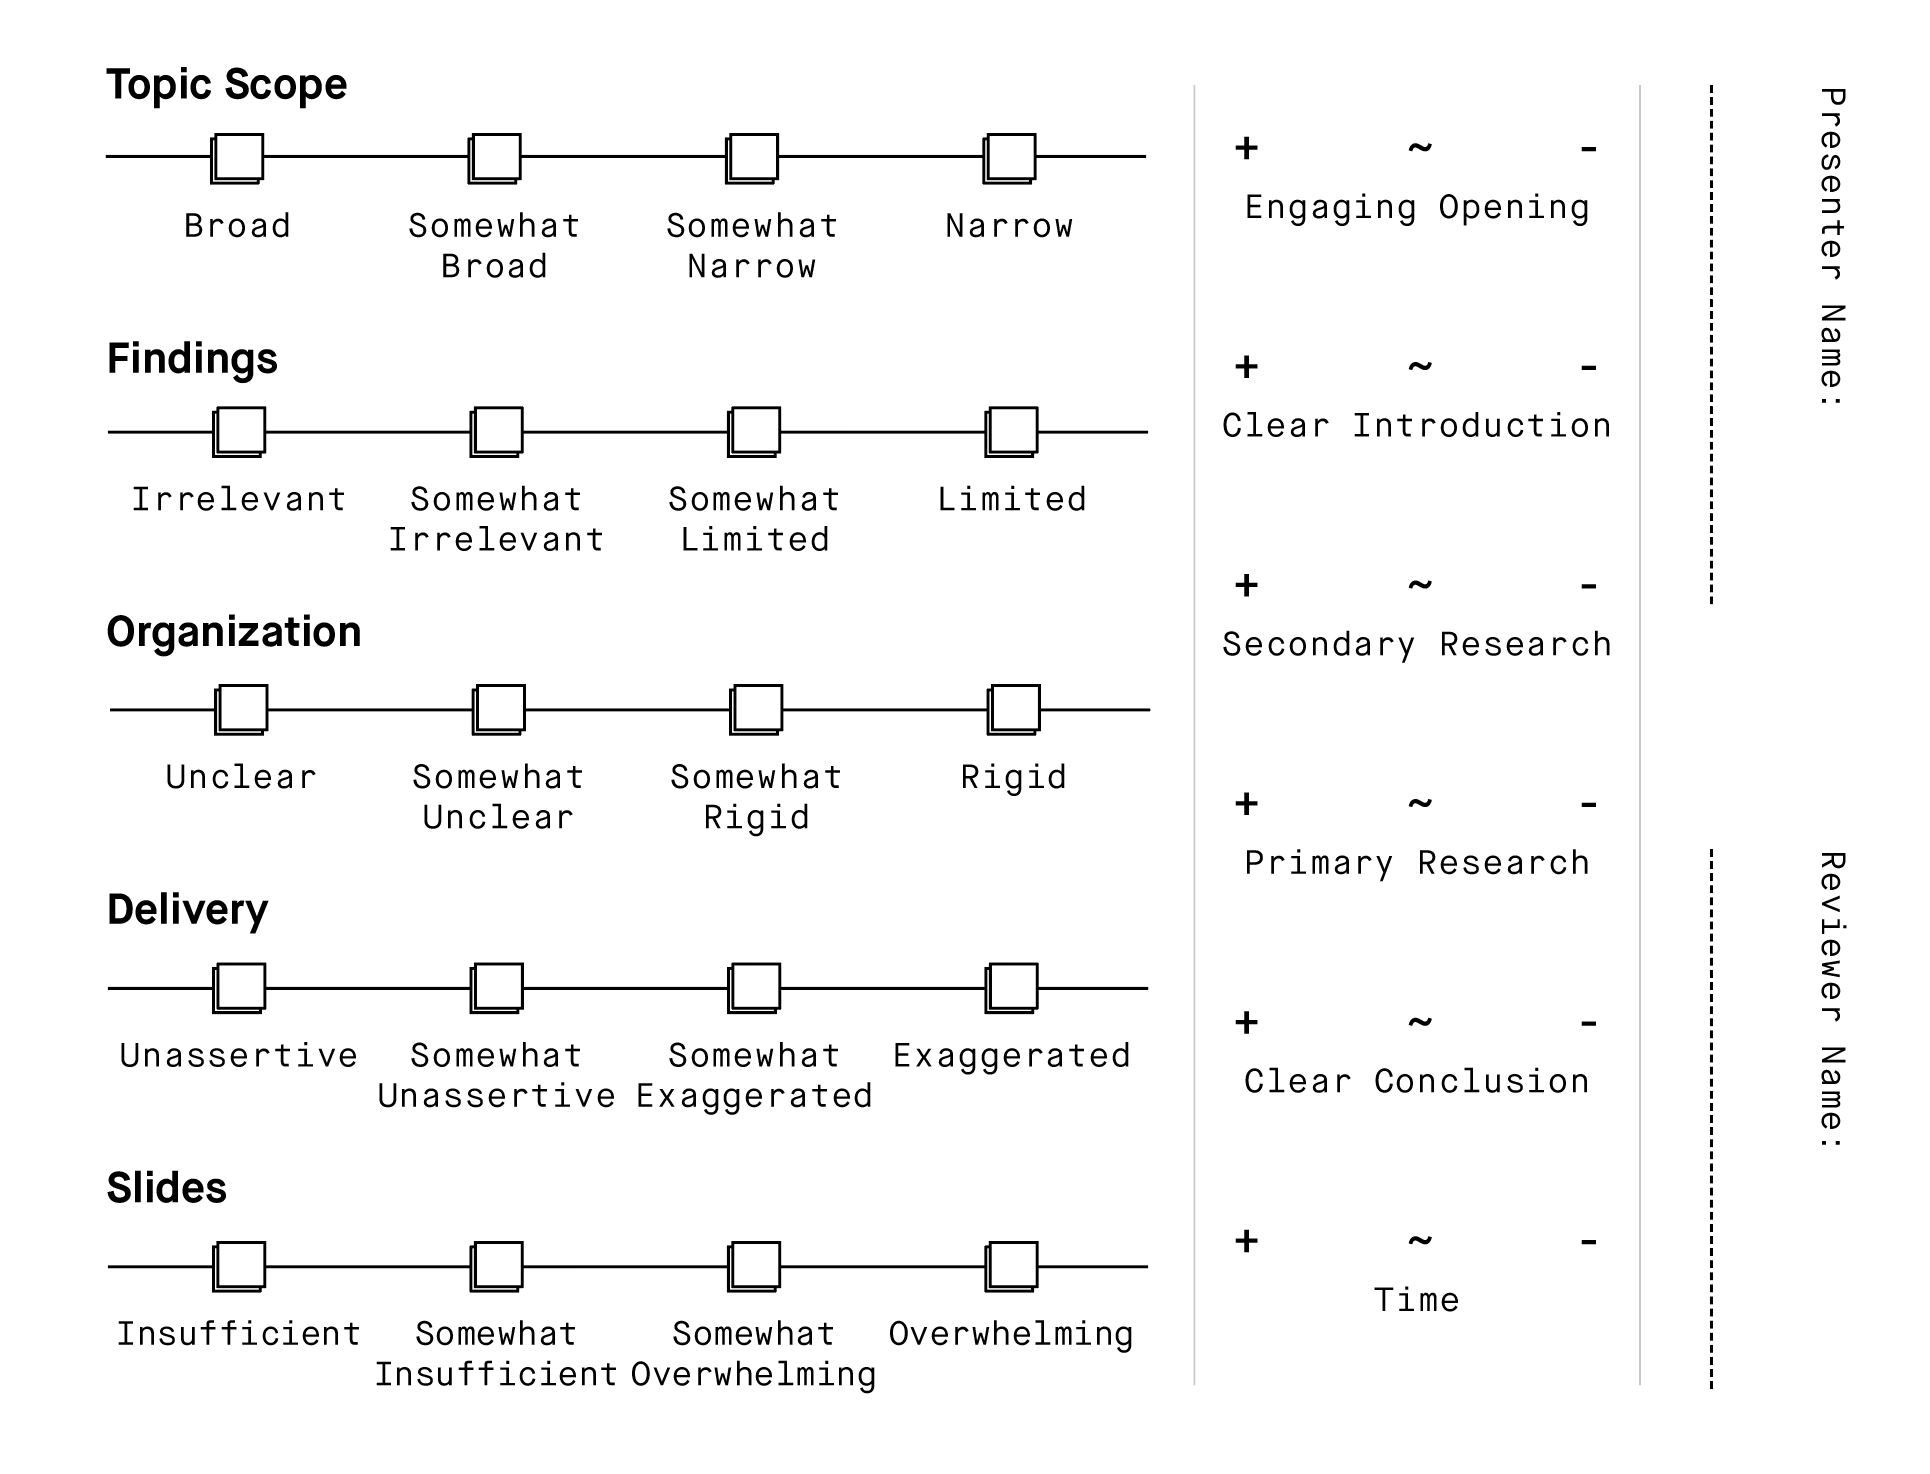 Topic Scope
Broad
Somewhat
Broad
Somewhat
Narrow
Narrow
Findings
Irrelevant
Somewhat
Irrelevant
Somewhat
Limited
Limited
Organization
Unclear
Somewhat
Unclear
Somewhat
Rigid
Rigid
Delivery
Unassertive
Somewhat
Unassertive
Somewhat
Exaggerated
Exaggerated
Slides
Insufficient
Somewhat
Insufficient
Somewhat
Overwhelming
Overwhelming
+ ~ -
Engaging Opening
+ ~ -
Clear Introduction
+ ~ -
Secondary Research
+ ~ -
Primary Research
+ ~ -
Clear Conclusion
+ ~ -
Time
Presenter Name:
Reviewer Name: